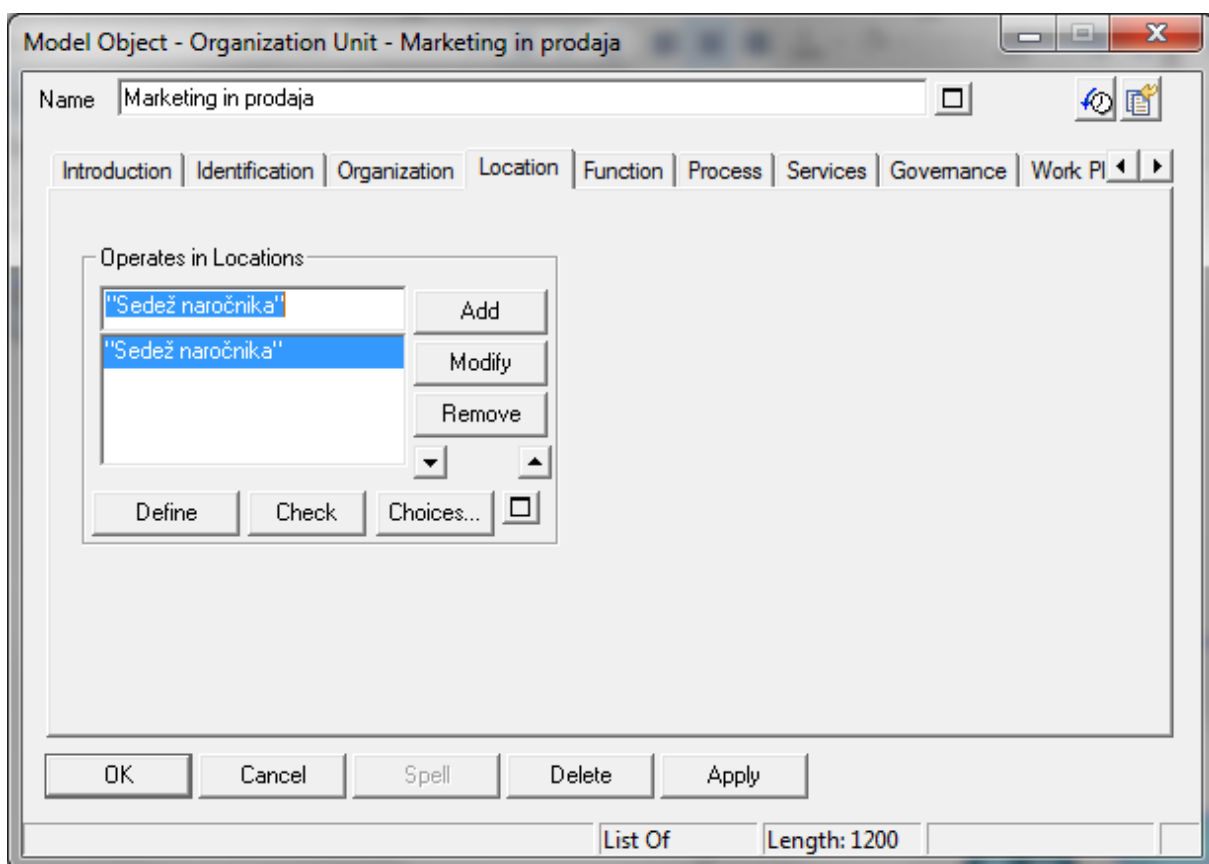 Model Object - Organization Unit - Marketing in prodaja
Name Marketing in prodaja
Introduction Identification Organization Location Function Process Services Governance Work Pl
Operates in Locations
"Sedež naročnika"
Add
"Sedež naročnika"
Modify
Remove
Define Check Choices...
OK Cancel Spell Delete Apply
List Of Length: 1200